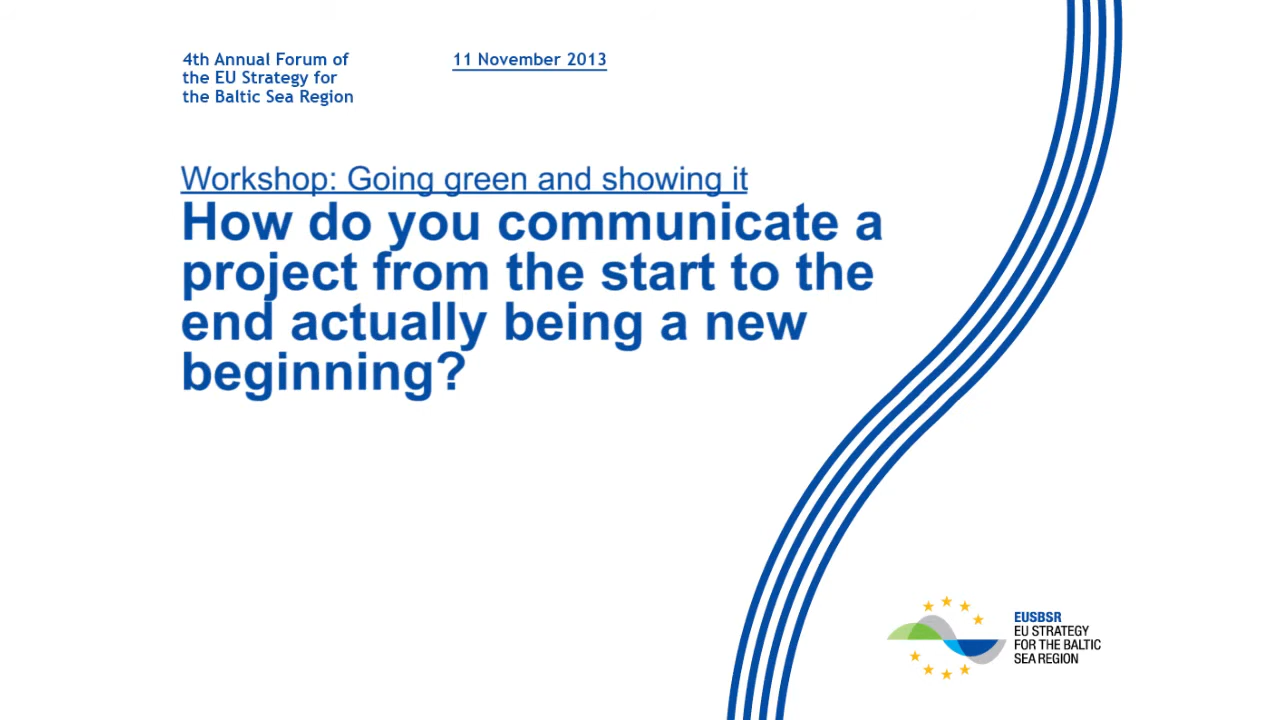 4th Annual Forum of
the EU Strategy for
the Baltic Sea Region
11 November 2013
Workshop: Going green and showing it
How do you communicate a
project from the start to the
end actually being a new
beginning?
EUSBSR
EU STRATEGY
FOR THE BALTIC
SEA REGION